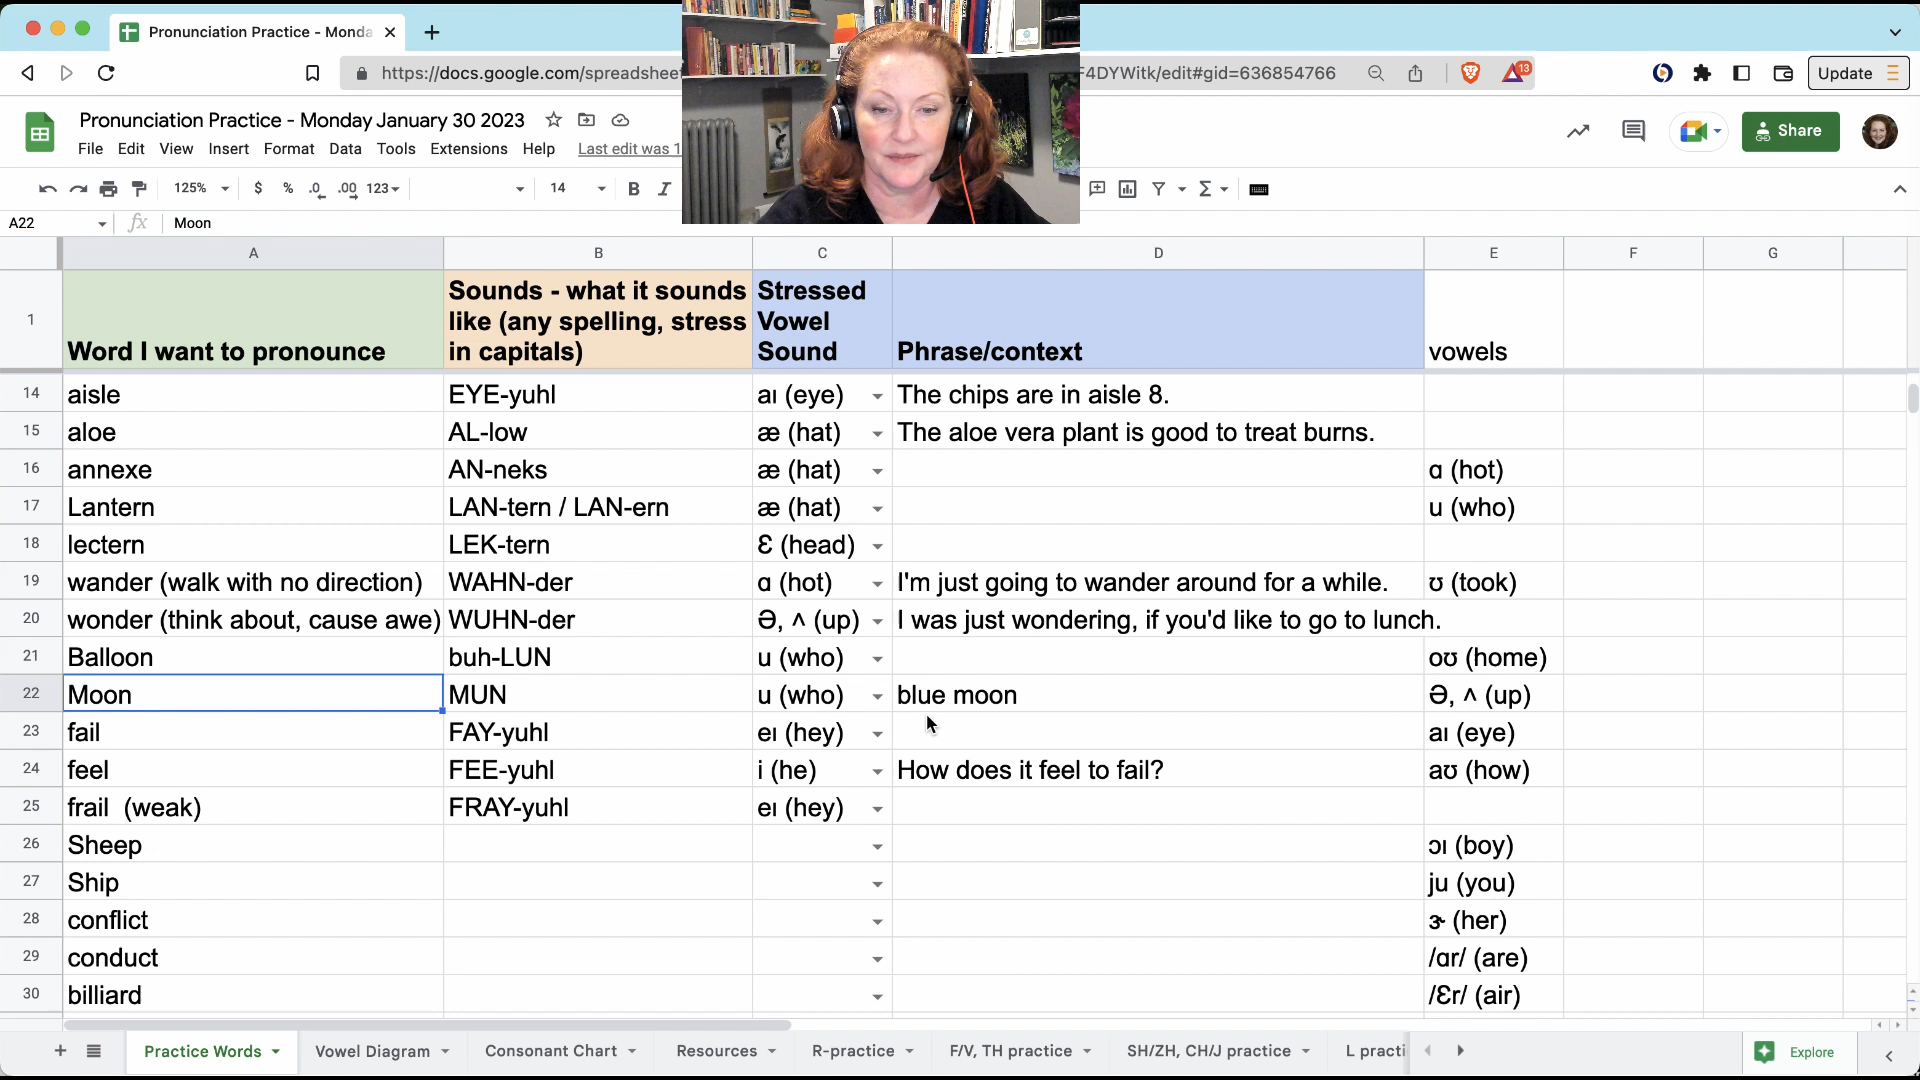 Pronunciation Practice - Monda
https://docs.google.com/spreadshee
F4DYWitk/edit#gid=636854766
13
Update
Pronunciation Practice - Monday January 30 2023
Share
File Edit View Insert Format Data Tools Extensions Help Last edit was 1
125% $ % .0 .00 123 14 B I Σ
A22 fx Moon
A B C D E F G
1 Word I want to pronounce
Sounds - what it sounds
like (any spelling, stress
in capitals)
Stressed
Vowel
Sound
Phrase/context
vowels
14 aisle EYE-yuhl aı (eye) The chips are in aisle 8.
15 aloe AL-low æ (hat) The aloe vera plant is good to treat burns.
16 annexe AN-neks æ (hat) ɑ (hot)
17 Lantern LAN-tern / LAN-ern æ (hat) u (who)
18 lectern LEK-tern Ɛ (head)
19 wander (walk with no direction) WAHN-der ɑ (hot) I'm just going to wander around for a while. ʊ (took)
20 wonder (think about, cause awe) WUHN-der Ə, ʌ (up) I was just wondering, if you'd like to go to lunch.
21 Balloon buh-LUN u (who) oʊ (home)
22 Moon MUN u (who) blue moon Ə, ʌ (up)
23 fail FAY-yuhl eı (hey) aı (eye)
24 feel FEE-yuhl i (he) How does it feel to fail? aʊ (how)
25 frail (weak) FRAY-yuhl eı (hey)
26 Sheep ɔı (boy)
27 Ship ju (you)
28 conflict ɝ (her)
29 conduct /ɑr/ (are)
30 billiard /Ɛr/ (air)
Practice Words Vowel Diagram Consonant Chart Resources R-practice F/V, TH practice SH/ZH, CH/J practice L practi Explore